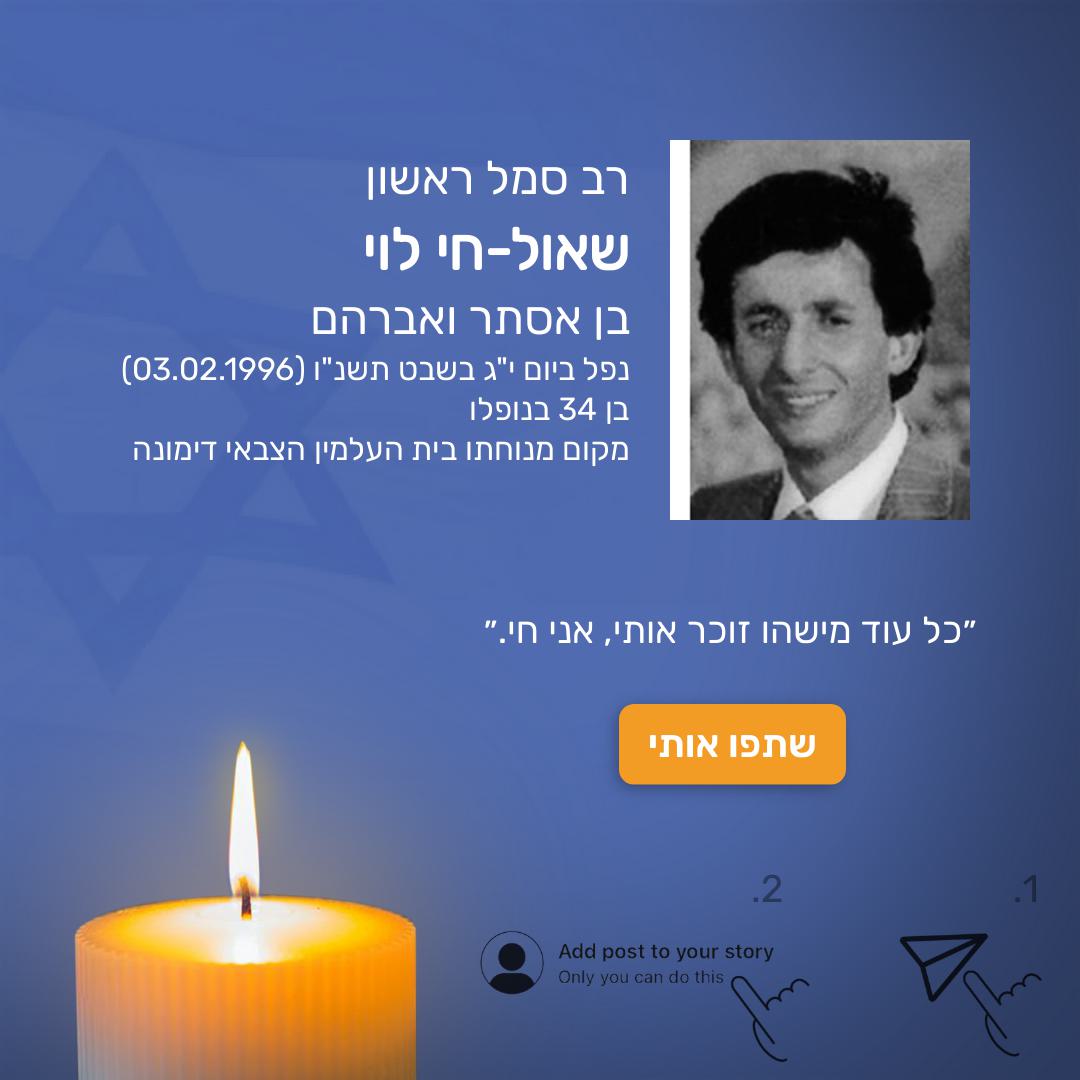 רב סמל ראשון
שאול-חי לוי
בן אסתר ואברהם
נפל ביום י"ג בשבט תשנ"ו (03.02.1996)
בן 34 בנופלו
מקום מנוחתו בית העלמין הצבאי דימונה
״כל עוד מישהו זוכר אותי, אני חי.״
שתפו אותי
1.
2.
Add post to your story
Only you can do this